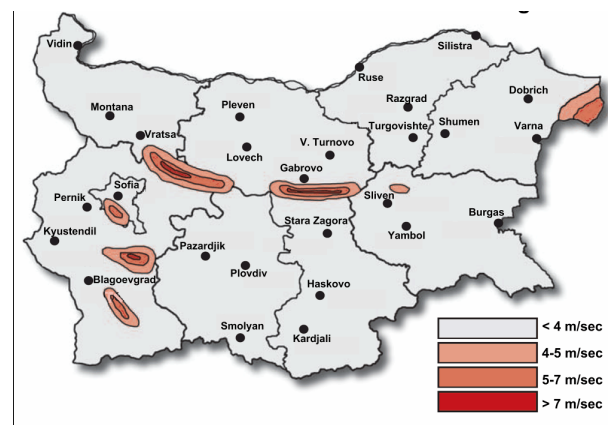 Silistra
Vidin
Ruse
Dobrich
Razgrad
Montana
Pleven
Turgovishte
Shumen
Varna
Vratsa
V. Turnovo
Lovech
Gabrovo
Sofia
Pernik
Sliven
Burgas
Stara Zagora
Kyustendil
Yambol
Pazardjik
Plovdiv
Blagoevgrad
Haskovo
Smolyan
Kardjali
< 4 m/sec
4-5 m/sec
5-7 m/sec
> 7 m/sec